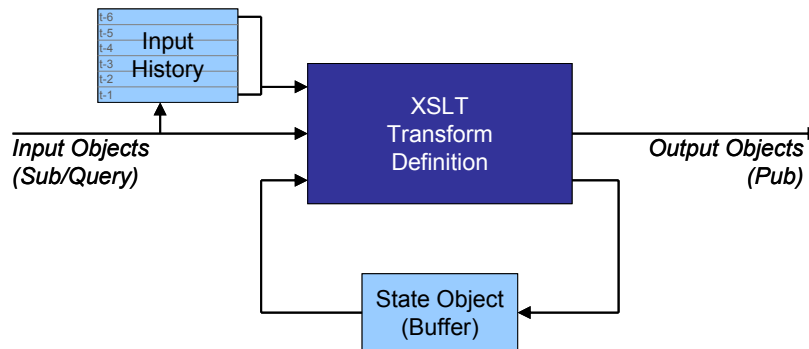 t-6
t-5
t-4
t-3
t-2
t-1
Input
History
XSLT
Transform
Definition
Input Objects
(Sub/Query)
Output Objects
(Pub)
State Object
(Buffer)